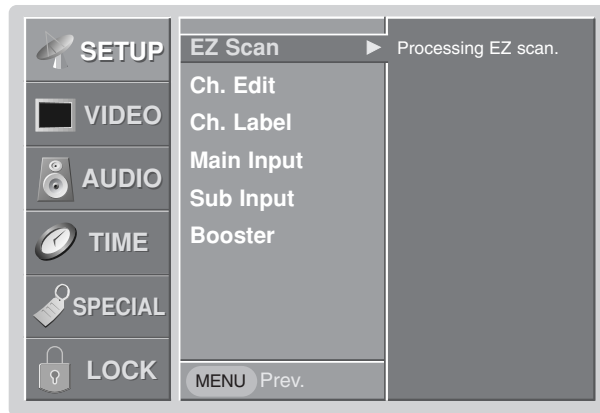 SETUP
VIDEO
AUDIO
TIME
SPECIAL
LOCK
EZ Scan
Ch. Edit
Ch. Label
Main Input
Sub Input
Booster
MENU Prev.
Processing EZ scan.